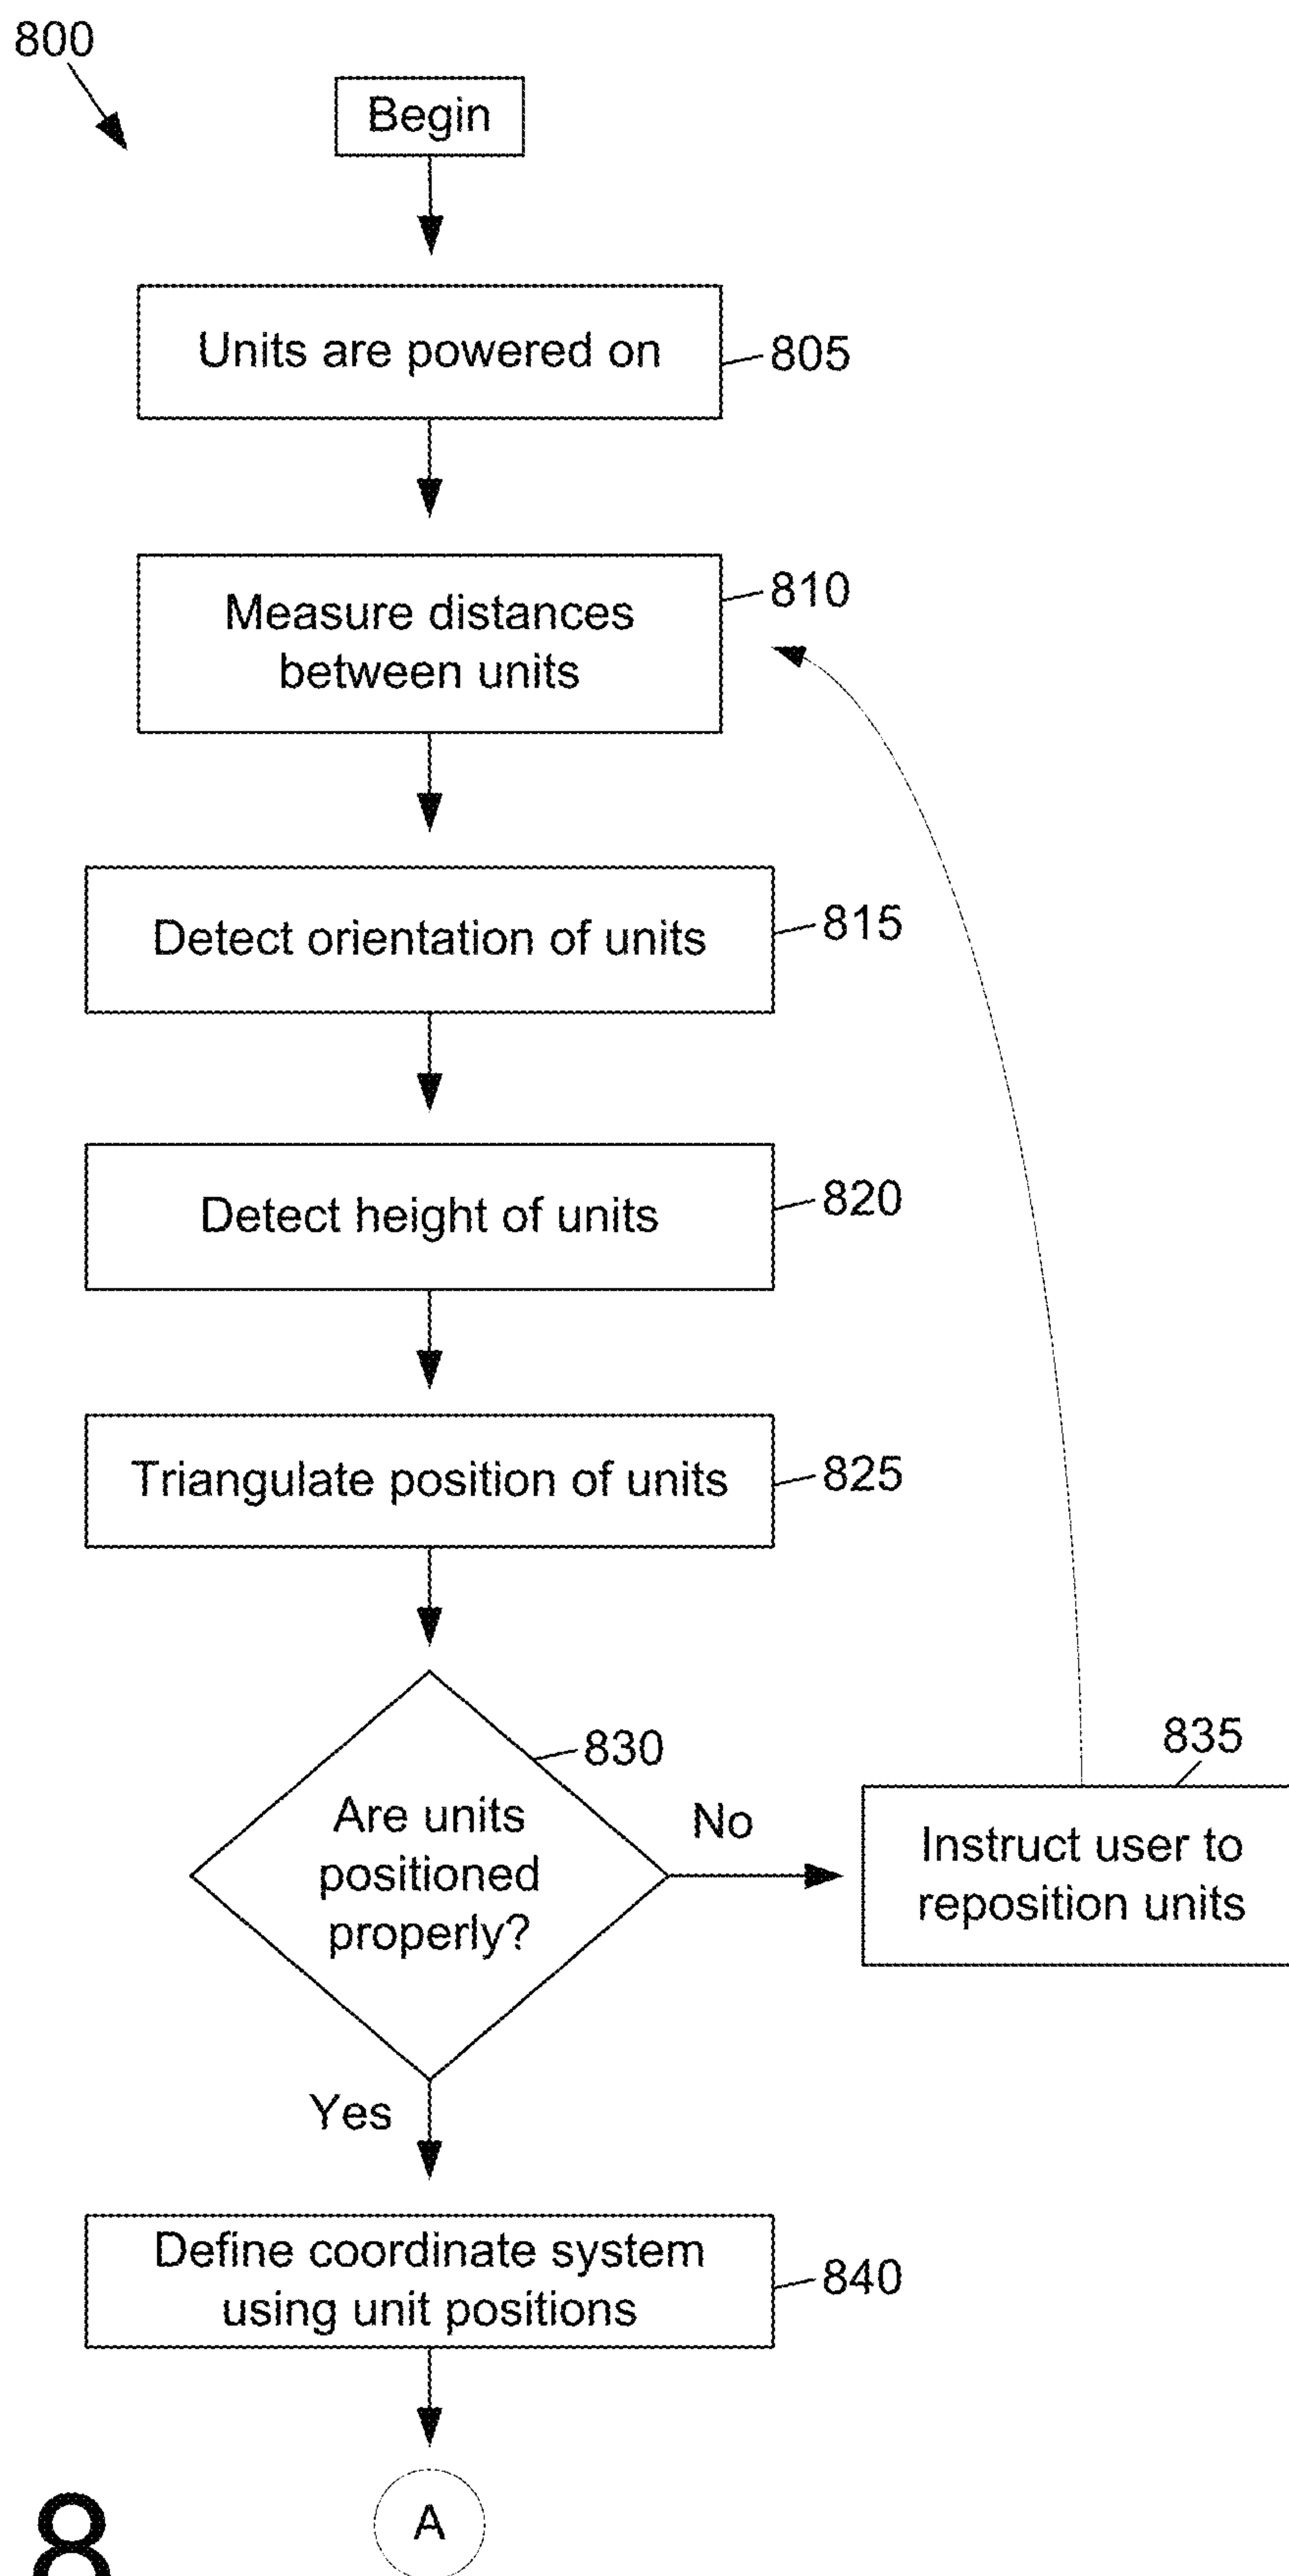 800
Begin
Units are powered on
805
Measure distances
between units
810
Detect orientation of units
815
Detect height of units
820
Triangulate position of units
825
Are units
positioned
properly?
830
No
835
Instruct user to
reposition units
Yes
Define coordinate system
using unit positions
840
A
8